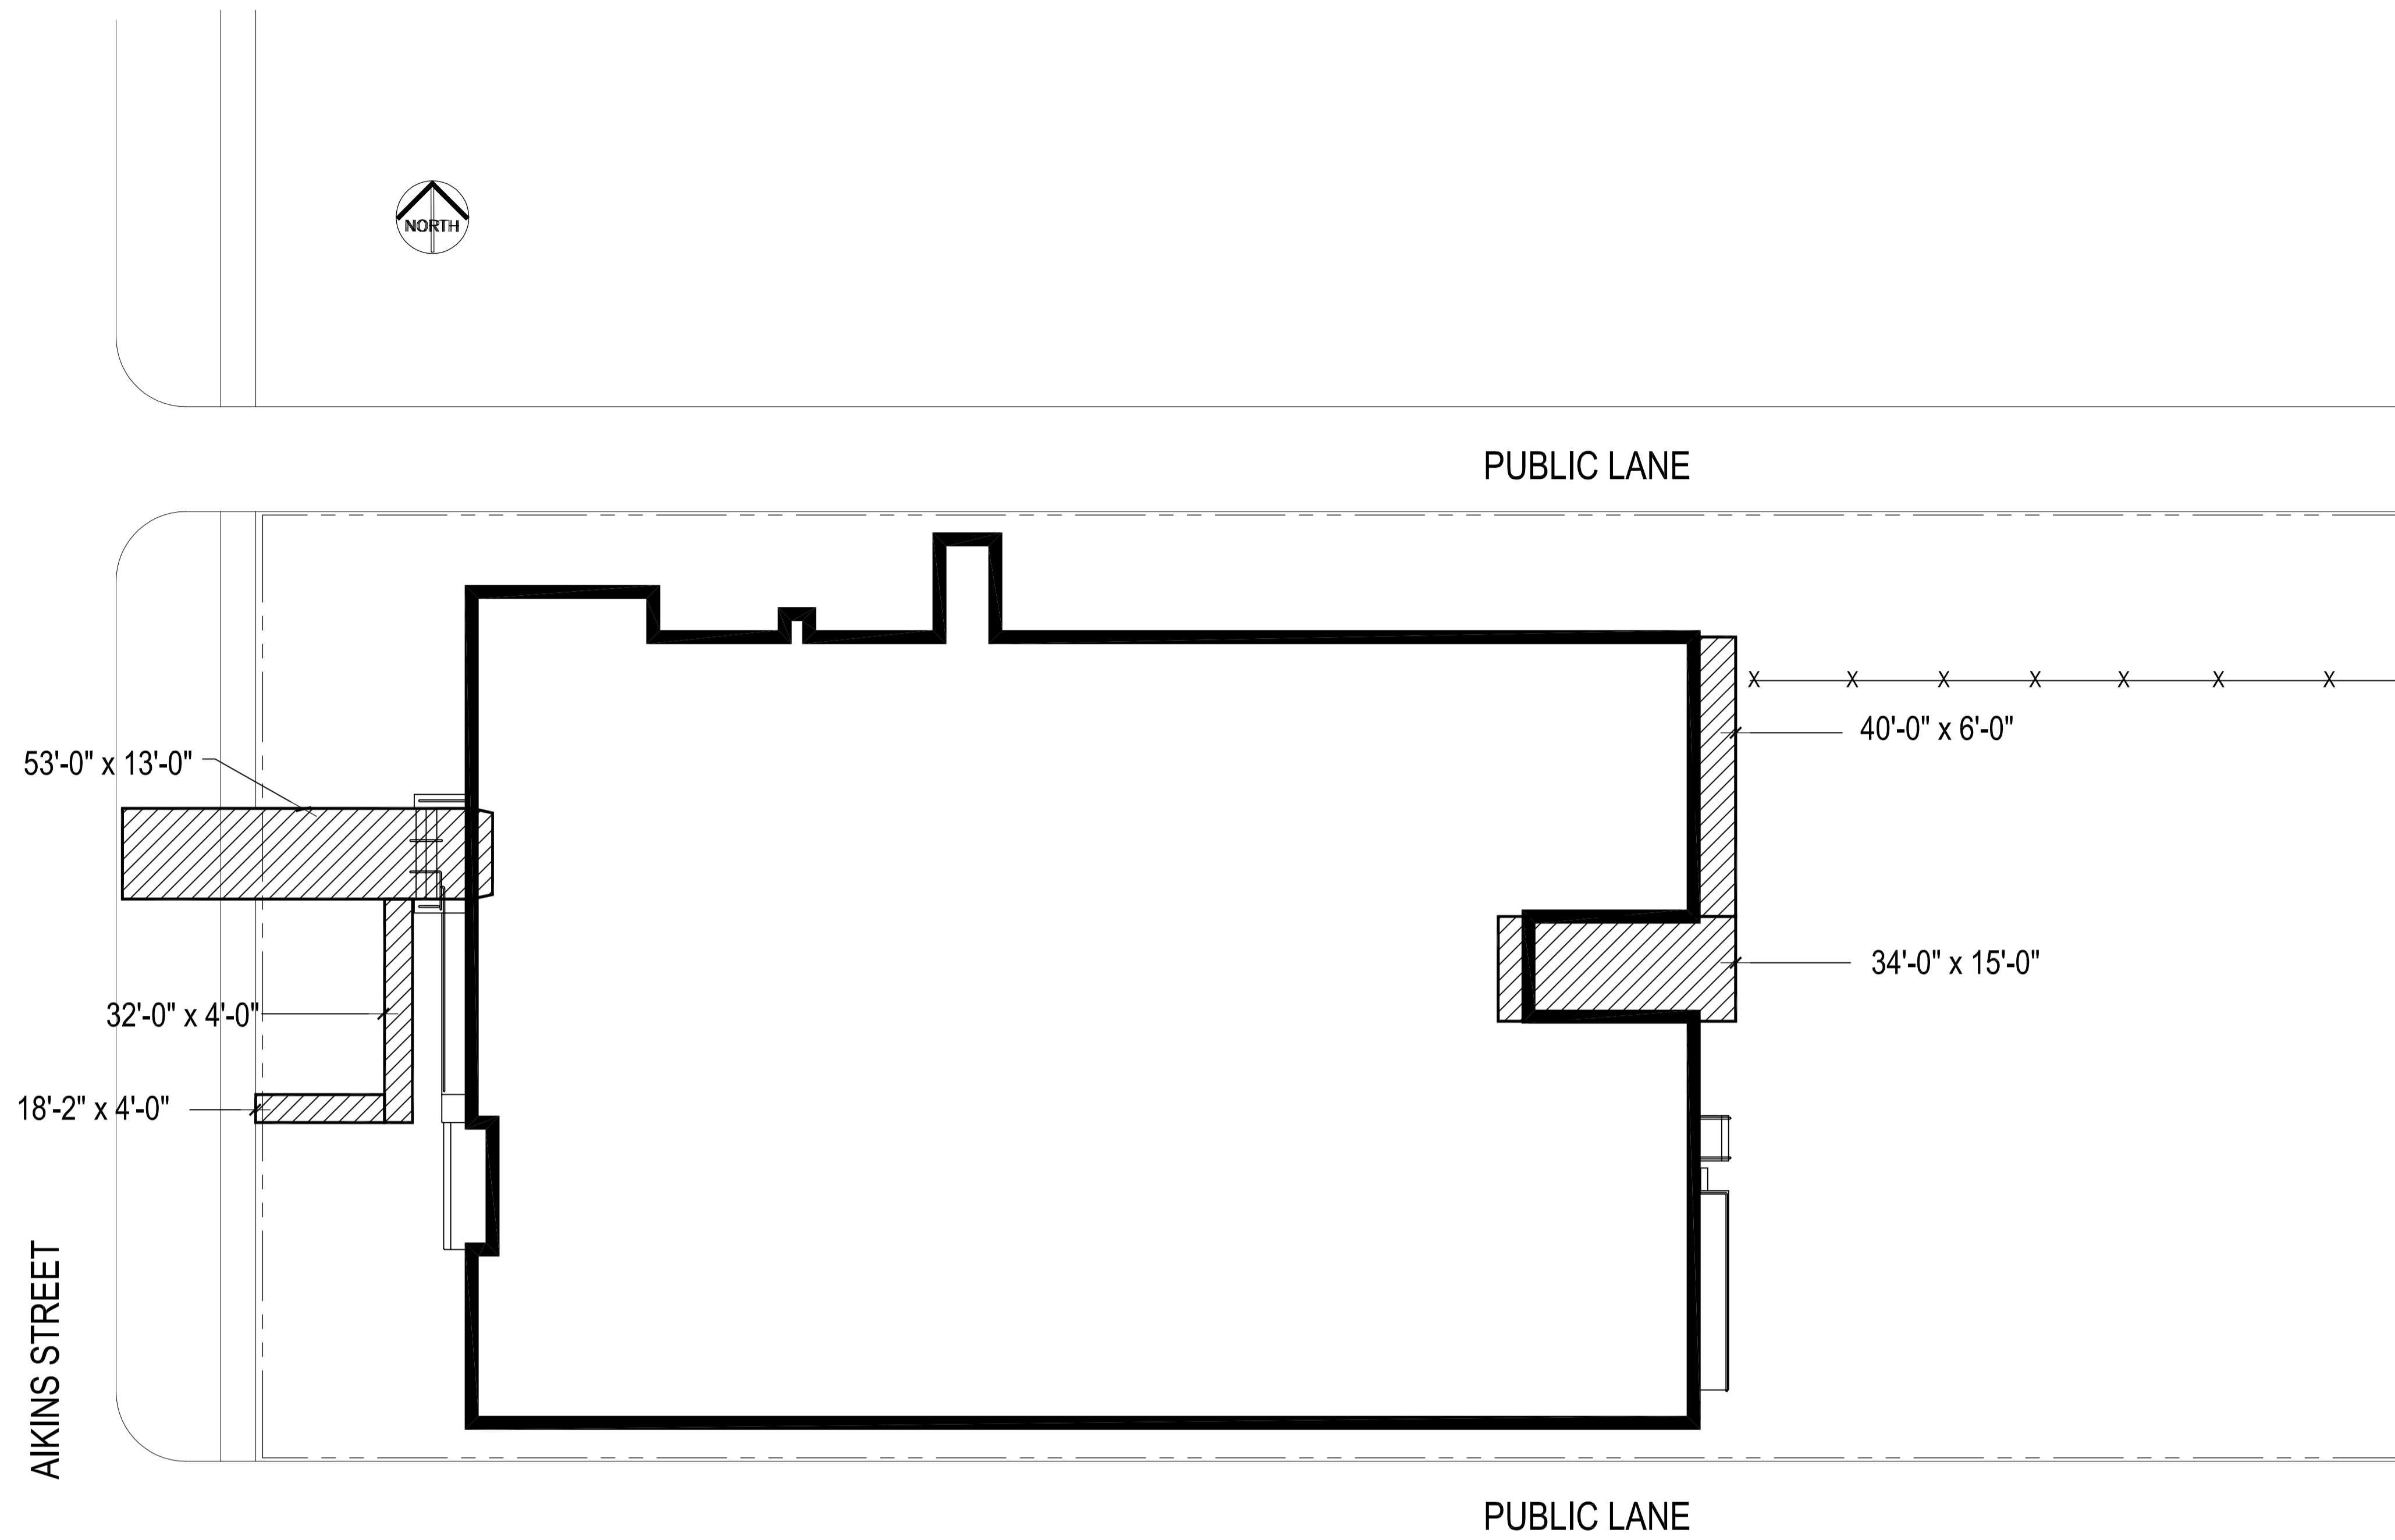 NORTH
PUBLIC LANE
X X X X X X X
40'-0" x 6'-0"
53'-0" x 13'-0"
34'-0" x 15'-0"
32'-0" x 4'-0"
18'-2" x 4'-0"
AIKINS STREET
PUBLIC LANE